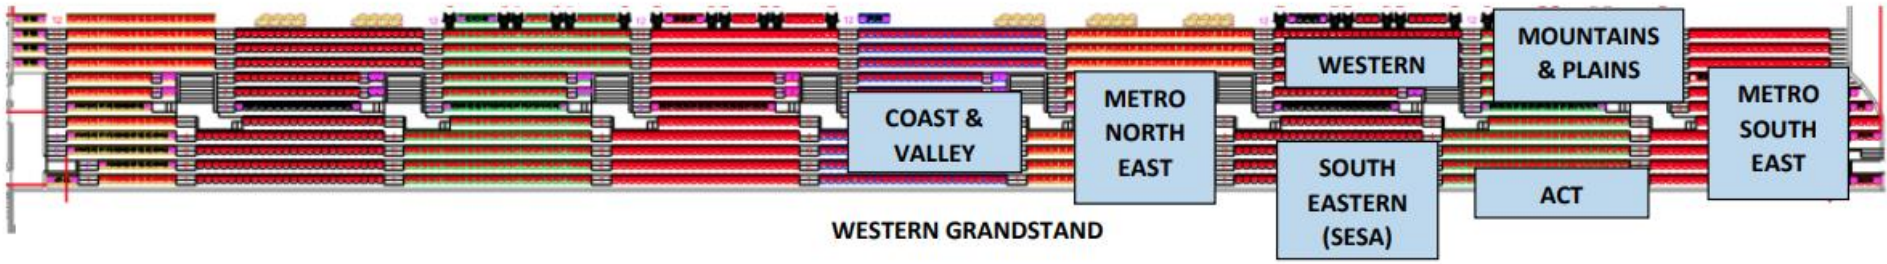 COAST &
VALLEY
METRO
NORTH
EAST
WESTERN
SOUTH
EASTERN
(SESA)
MOUNTAINS
& PLAINS
ACT
METRO
SOUTH
EAST
WESTERN GRANDSTAND